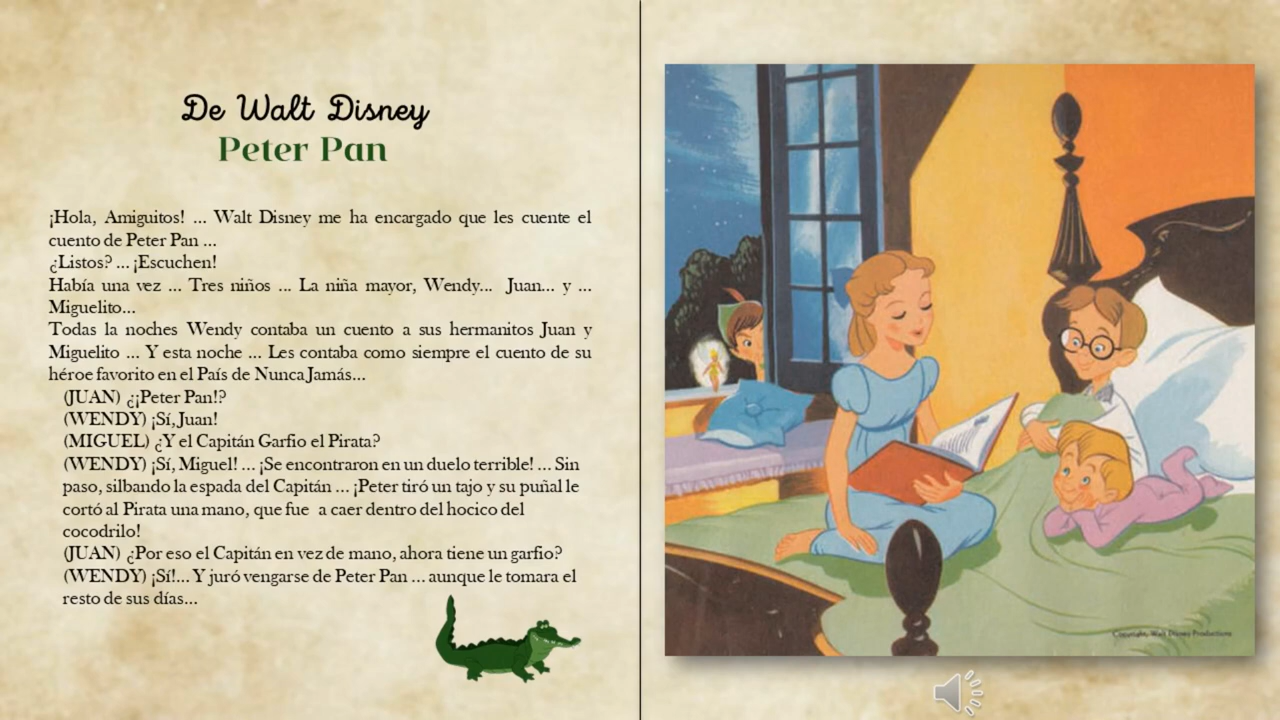 De Walt Disney
Peter Pan
¡Hola, Amiguitos! ... Walt Disney me ha encargado que les cuente el
cuento de Peter Pan ...
¿Listos? ... ¡Escuchen!
Había una vez ... Tres niños ... La niña mayor, Wendy... Juan... y ...
Miguelito...
Todas la noches Wendy contaba un cuento a sus hermanitos Juan y
Miguelito ... Y esta noche ... Les contaba como siempre el cuento de su
héroe favorito en el País de Nunca Jamás...
(JUAN) ¿¡Peter Pan!?
(WENDY) ¡Sí, Juan!
(MIGUEL) ¿Y el Capitán Garfio el Pirata?
(WENDY) ¡Sí, Miguel! ... ¡Se encontraron en un duelo terrible! ... Sin
paso, silbando la espada del Capitán ... ¡Peter tiró un tajo y su puñal le
cortó al Pirata una mano, que fue a caer dentro del hocico del
cocodrilo!
(JUAN) ¿Por eso el Capitán en vez de mano, ahora tiene un garfio?
(WENDY) ¡Sí!... Y juró vengarse de Peter Pan ... aunque le tomara el
resto de sus días...
Copyright, Walt Disney Productions